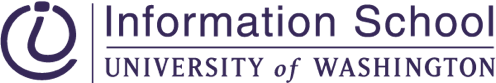 Information School
UNIVERSITY of WASHINGTON